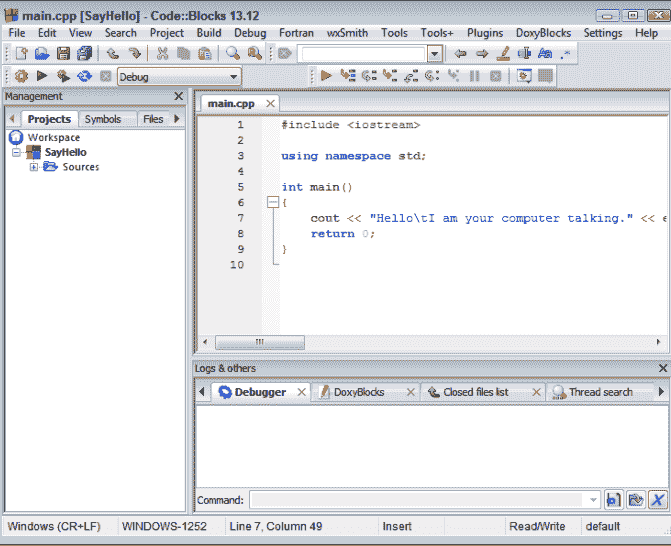 main.cpp [SayHello] - Code::Blocks 13.12
File Edit View Search Project Build Debug Fortran wxSmith Tools Tools+ Plugins DoxyBlocks Settings Help
Debug
Management
Projects Symbols Files
Workspace
SayHello
Sources
main.cpp
1 #include <iostream>
2
3 using namespace std;
4
5 int main()
6 {
7 cout << "Hello\tI am your computer talking." << e
8 return 0;
9 }
10
Logs & others
Debugger DoxyBlocks Closed files list Thread search
Command:
Windows (CR+LF) WINDOWS-1252 Line 7, Column 49 Insert Read/Write default